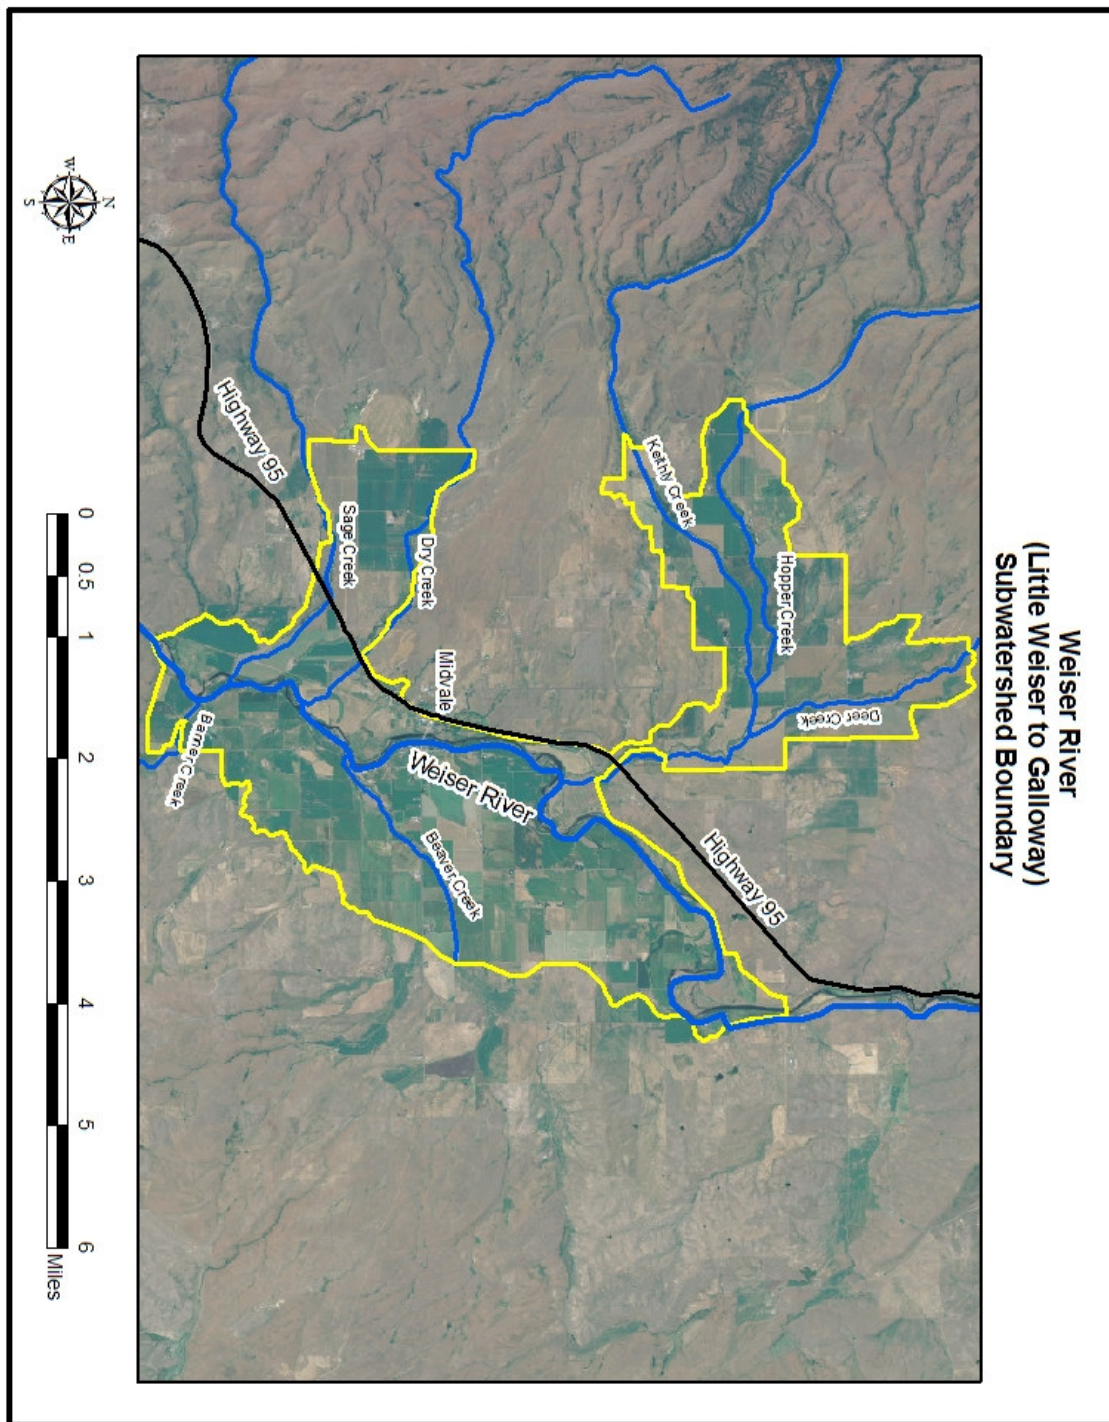 Weiser River
(Little Weiser to Galloway)
Subwatershed Boundary
Deer Creek
Hopper Creek
Keithly Creek
Highway 95
Weiser River
Midvale
Beaver Creek
Dry Creek
Sage Creek
Highway 95
Banner Creek
N
W
E
S
0 0.5 1 2 3 4 5 6
Miles